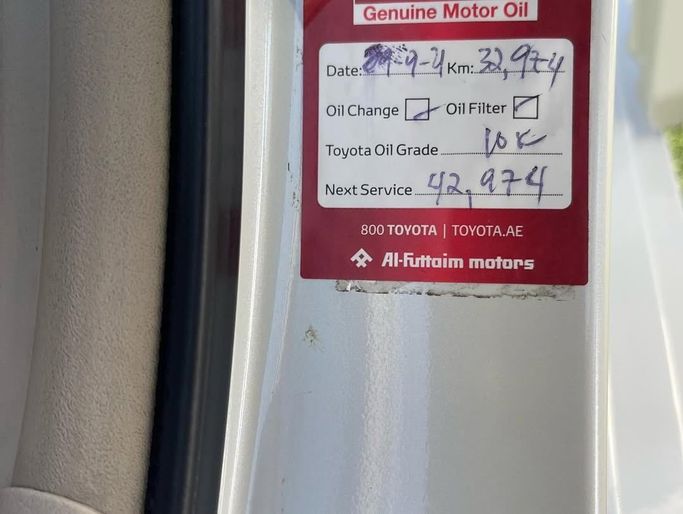 Genuine Motor Oil
Date: 29-9-21 Km: 32,974
Oil Change Oil Filter
Toyota Oil Grade 10K
Next Service 42,974
800 TOYOTA | TOYOTA.AE
Al-Futtaim motors